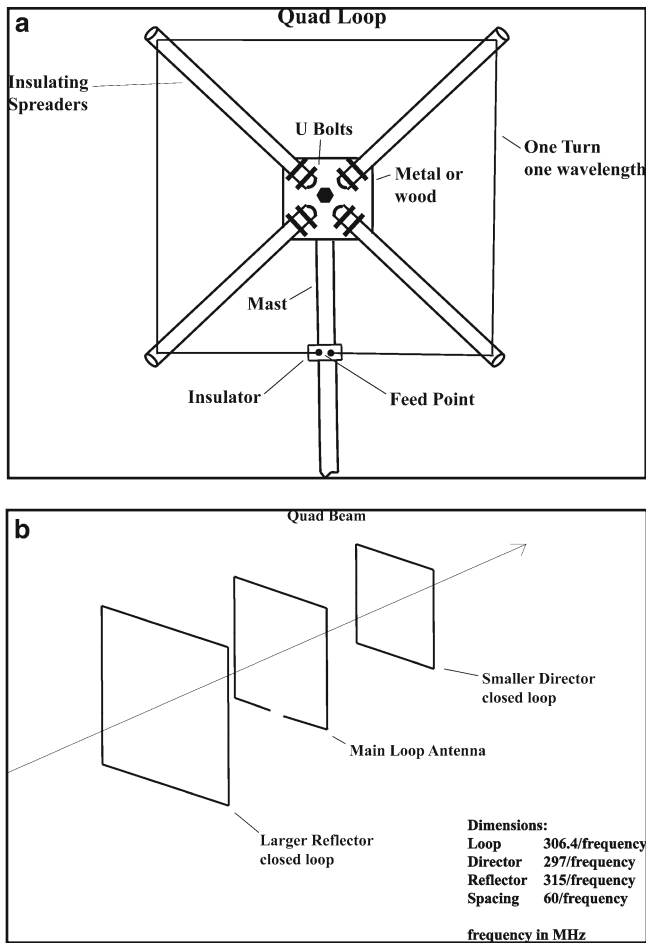 a
Quad Loop
Insulating
Spreaders
U Bolts
One Turn
one wavelength
Metal or
wood
Mast
Insulator
Feed Point
b
Quad Beam
Smaller Director
closed loop
Main Loop Antenna
Larger Reflector
closed loop
Dimensions:
Loop 306.4/frequency
Director 297/frequency
Reflector 315/frequency
Spacing 60/frequency
frequency in MHz